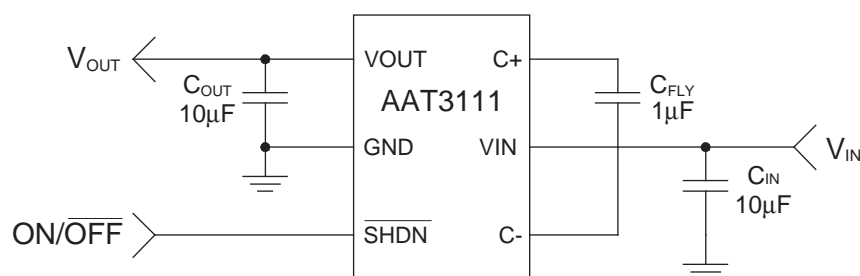 VOUT
COUT
10µF
VOUT
C+
AAT3111
GND
VIN
SHDN
C-
CFLY
1µF
VIN
CIN
10µF
ON/OFF